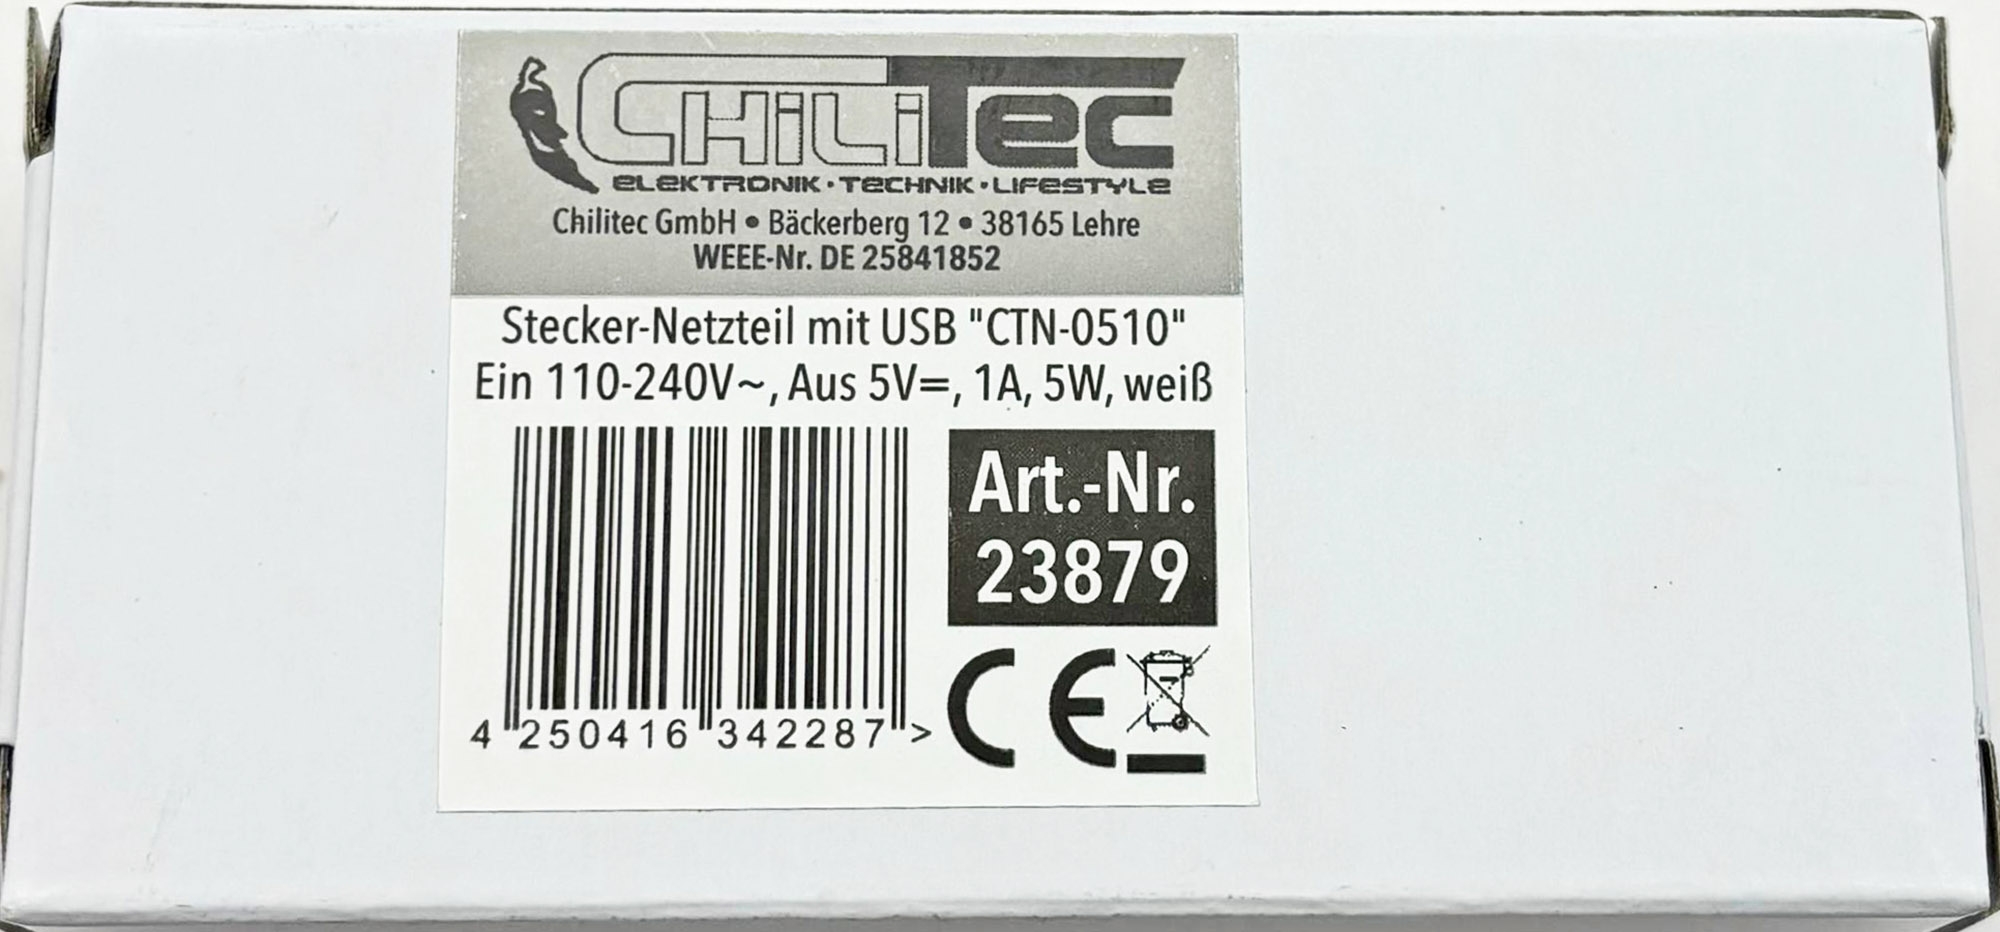 CHiLiTec
ELEKTRONIK • TECHNIK • LIFESTYLE
Chilitec GmbH • Bäckerberg 12 • 38165 Lehre
WEEE-Nr. DE 25841852
Stecker-Netzteil mit USB "CTN-0510"
Ein 110-240V~, Aus 5V=, 1A, 5W, weiß
Art.-Nr.
23879
4 250416 342287 >
CE